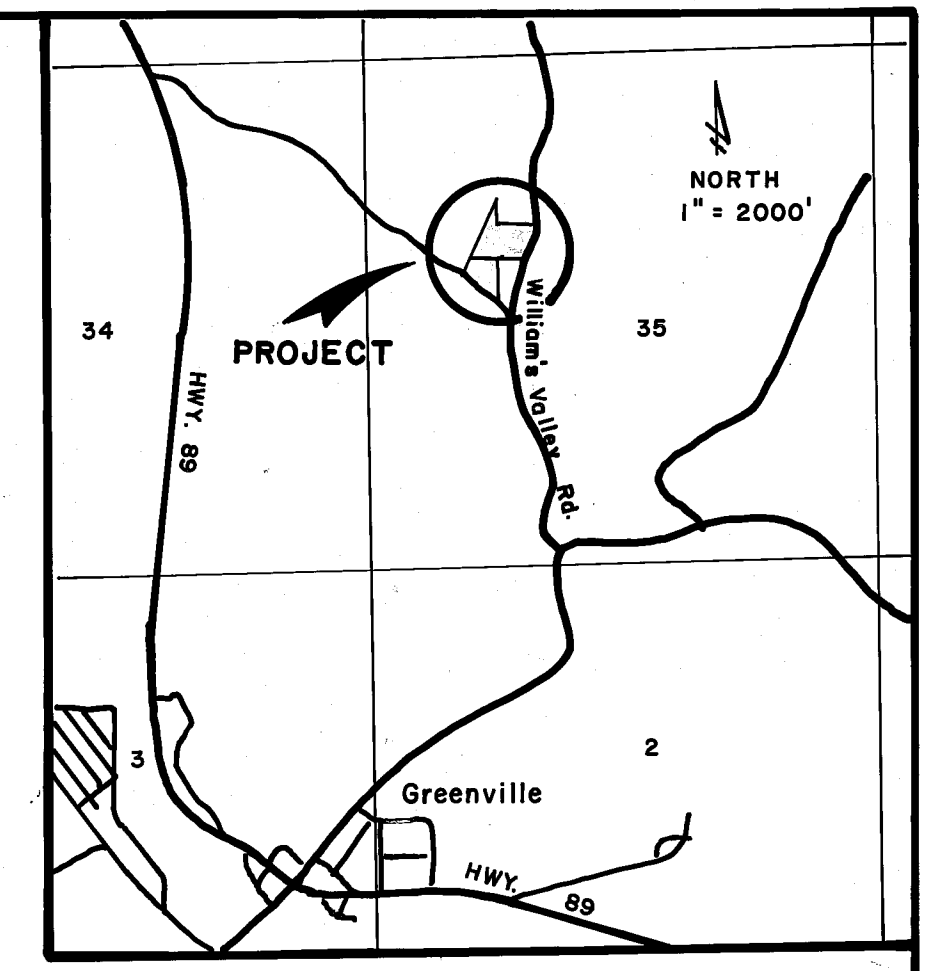 NORTH
1" = 2000'
34
PROJECT
William's Valley Rd.
35
HWY. 89
3
2
Greenville
HWY. 89